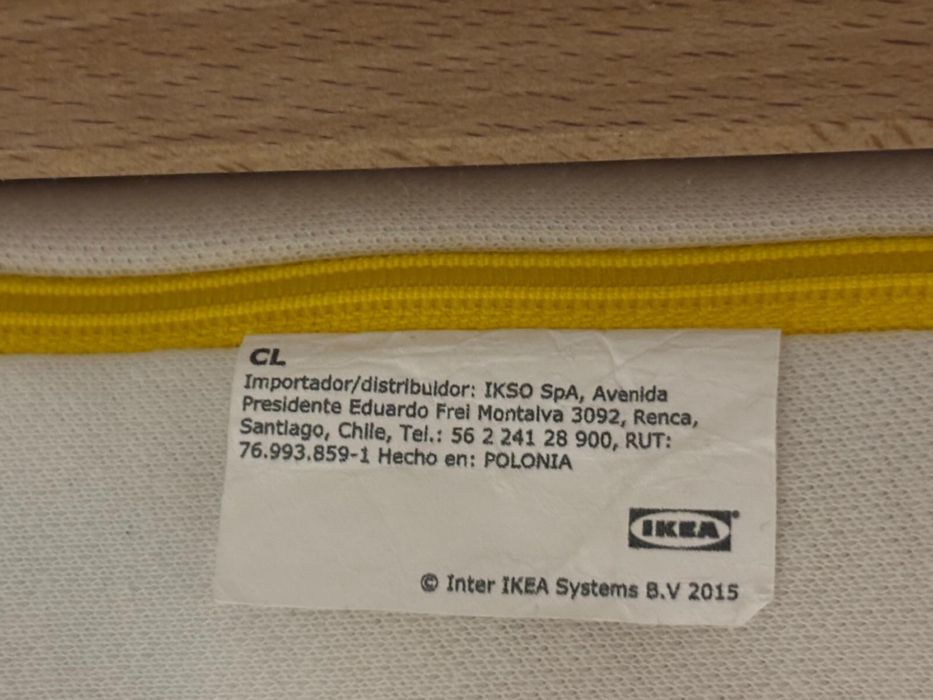 CL
Importador/distribuidor: IKSO SpA, Avenida
Presidente Eduardo Frei Montalva 3092, Renca,
Santiago, Chile, Tel.: 56 2 241 28 900, RUT:
76.993.859-1 Hecho en: POLONIA
IKEA®
© Inter IKEA Systems B.V 2015